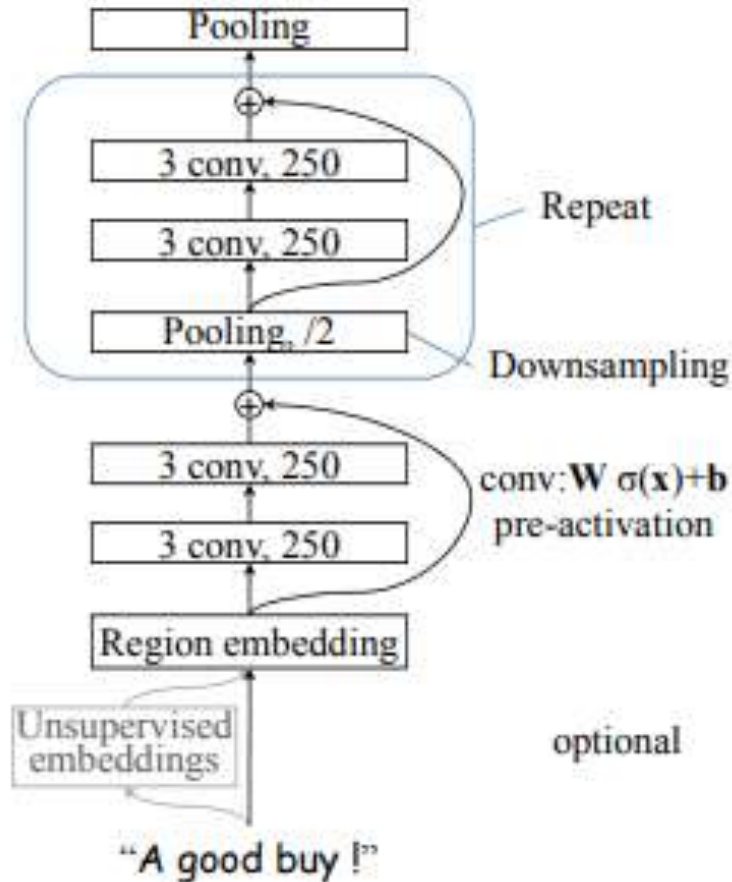 Pooling
3 conv, 250
3 conv, 250
Repeat
Pooling, /2
Downsampling
3 conv, 250
conv:W σ(x)+b
pre-activation
3 conv, 250
Region embedding
Unsupervised
embeddings
optional
“A good buy !”